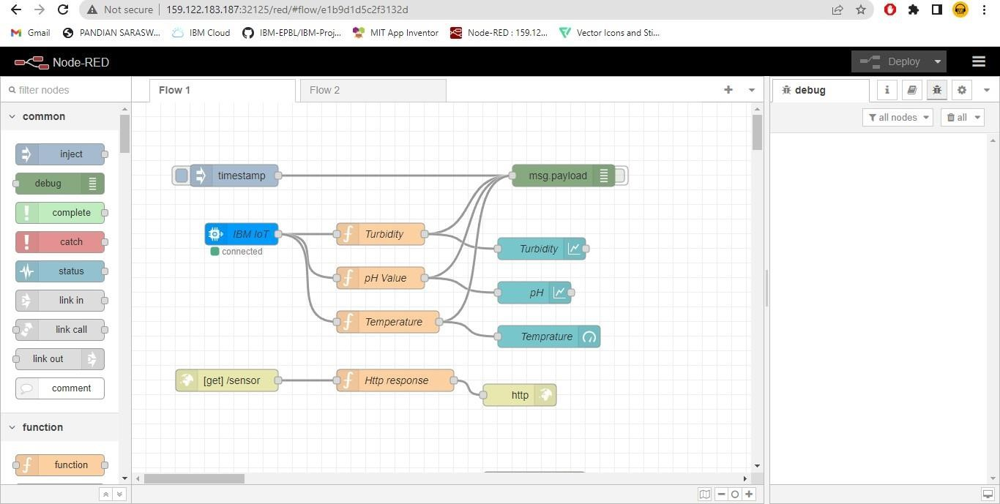 Not secure | 159.122.183.187:32125/red/#flow/e1b9d1d5c2f3132d
Gmail PANDIAN SARASW... IBM Cloud IBM-EPBL/IBM-Proj... MIT App Inventor Node-RED : 159.12... Vector Icons and Sti...
Node-RED Deploy
filter nodes Flow 1 Flow 2 debug
common
all nodes all
inject
debug
complete
catch
status
link in
link call
link out
comment
function
function
timestamp msg.payload
IBM IoT Turbidity
connected
Turbidity
pH Value
pH
Temperature
Temprature
[get] /sensor Http response
http